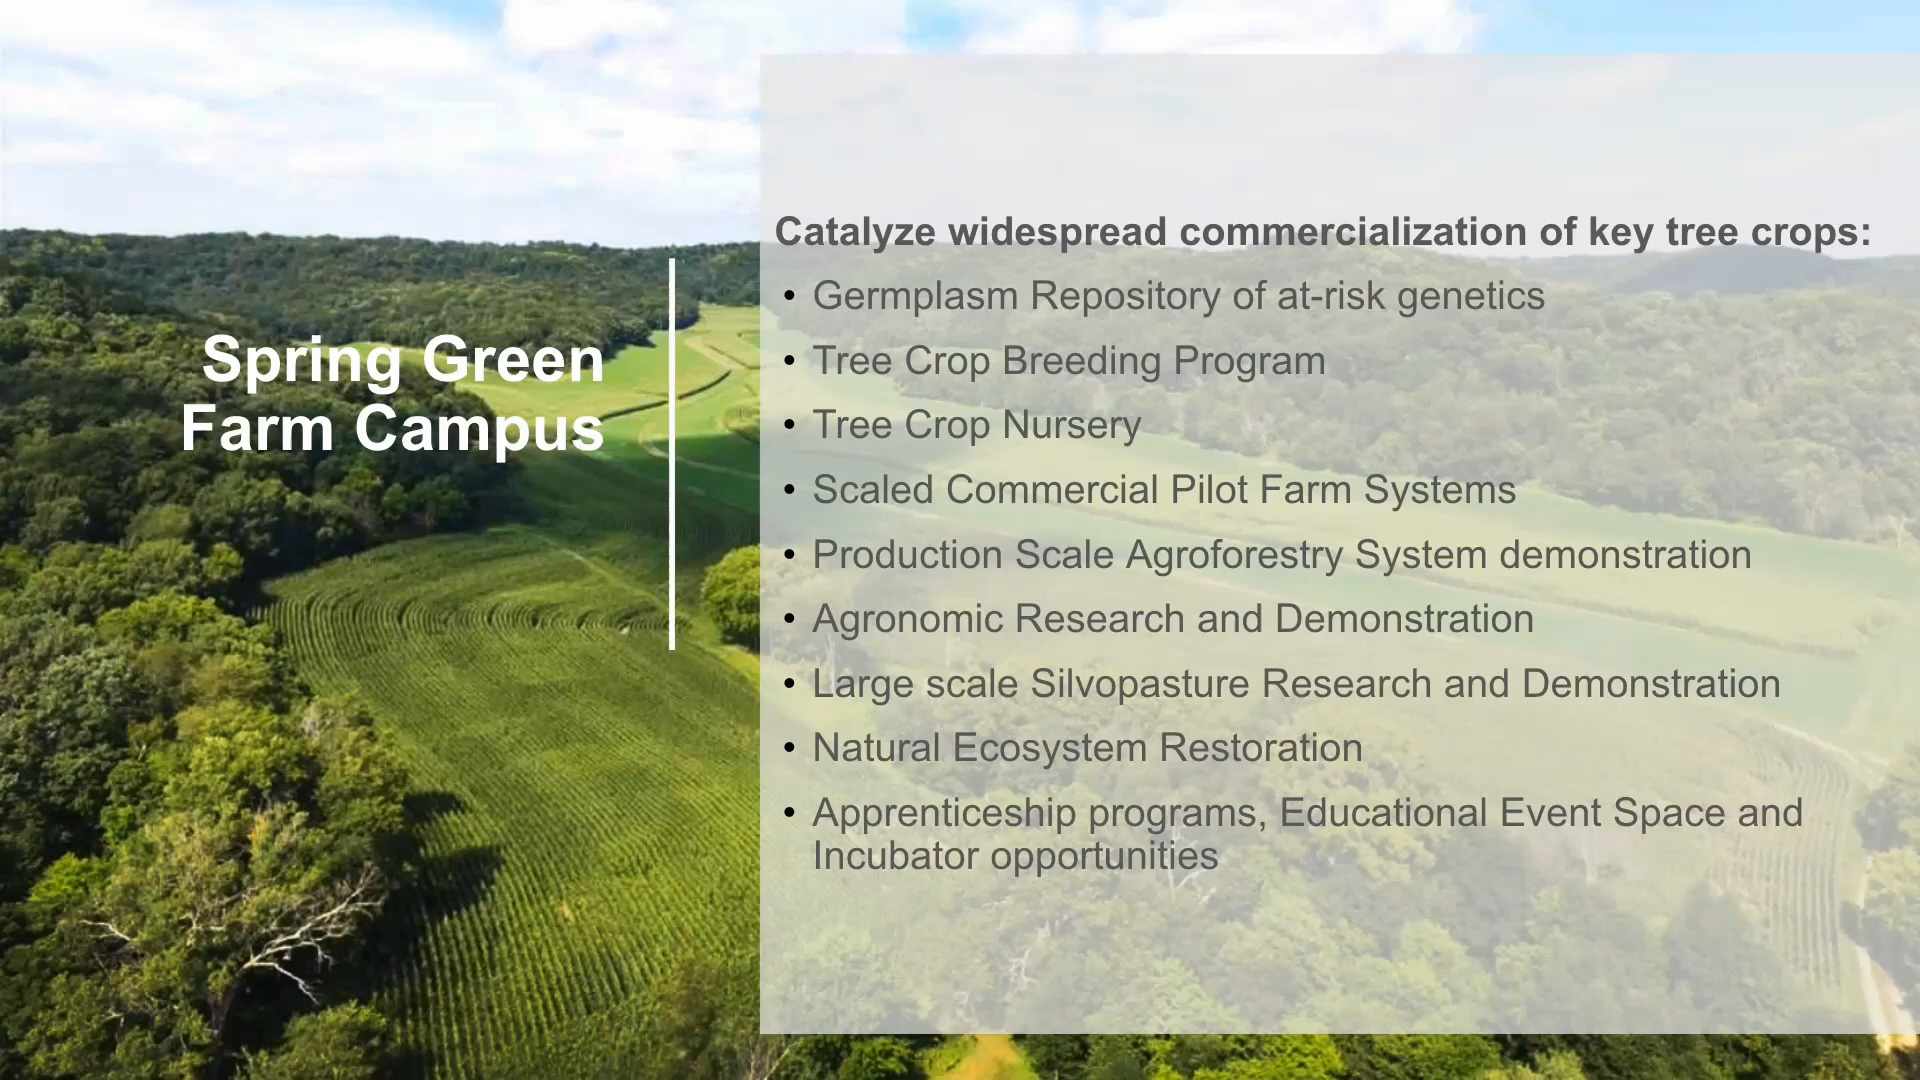 Spring Green
Farm Campus
Catalyze widespread commercialization of key tree crops:
• Germplasm Repository of at-risk genetics
• Tree Crop Breeding Program
• Tree Crop Nursery
• Scaled Commercial Pilot Farm Systems
• Production Scale Agroforestry System demonstration
• Agronomic Research and Demonstration
• Large scale Silvopasture Research and Demonstration
• Natural Ecosystem Restoration
• Apprenticeship programs, Educational Event Space and
Incubator opportunities